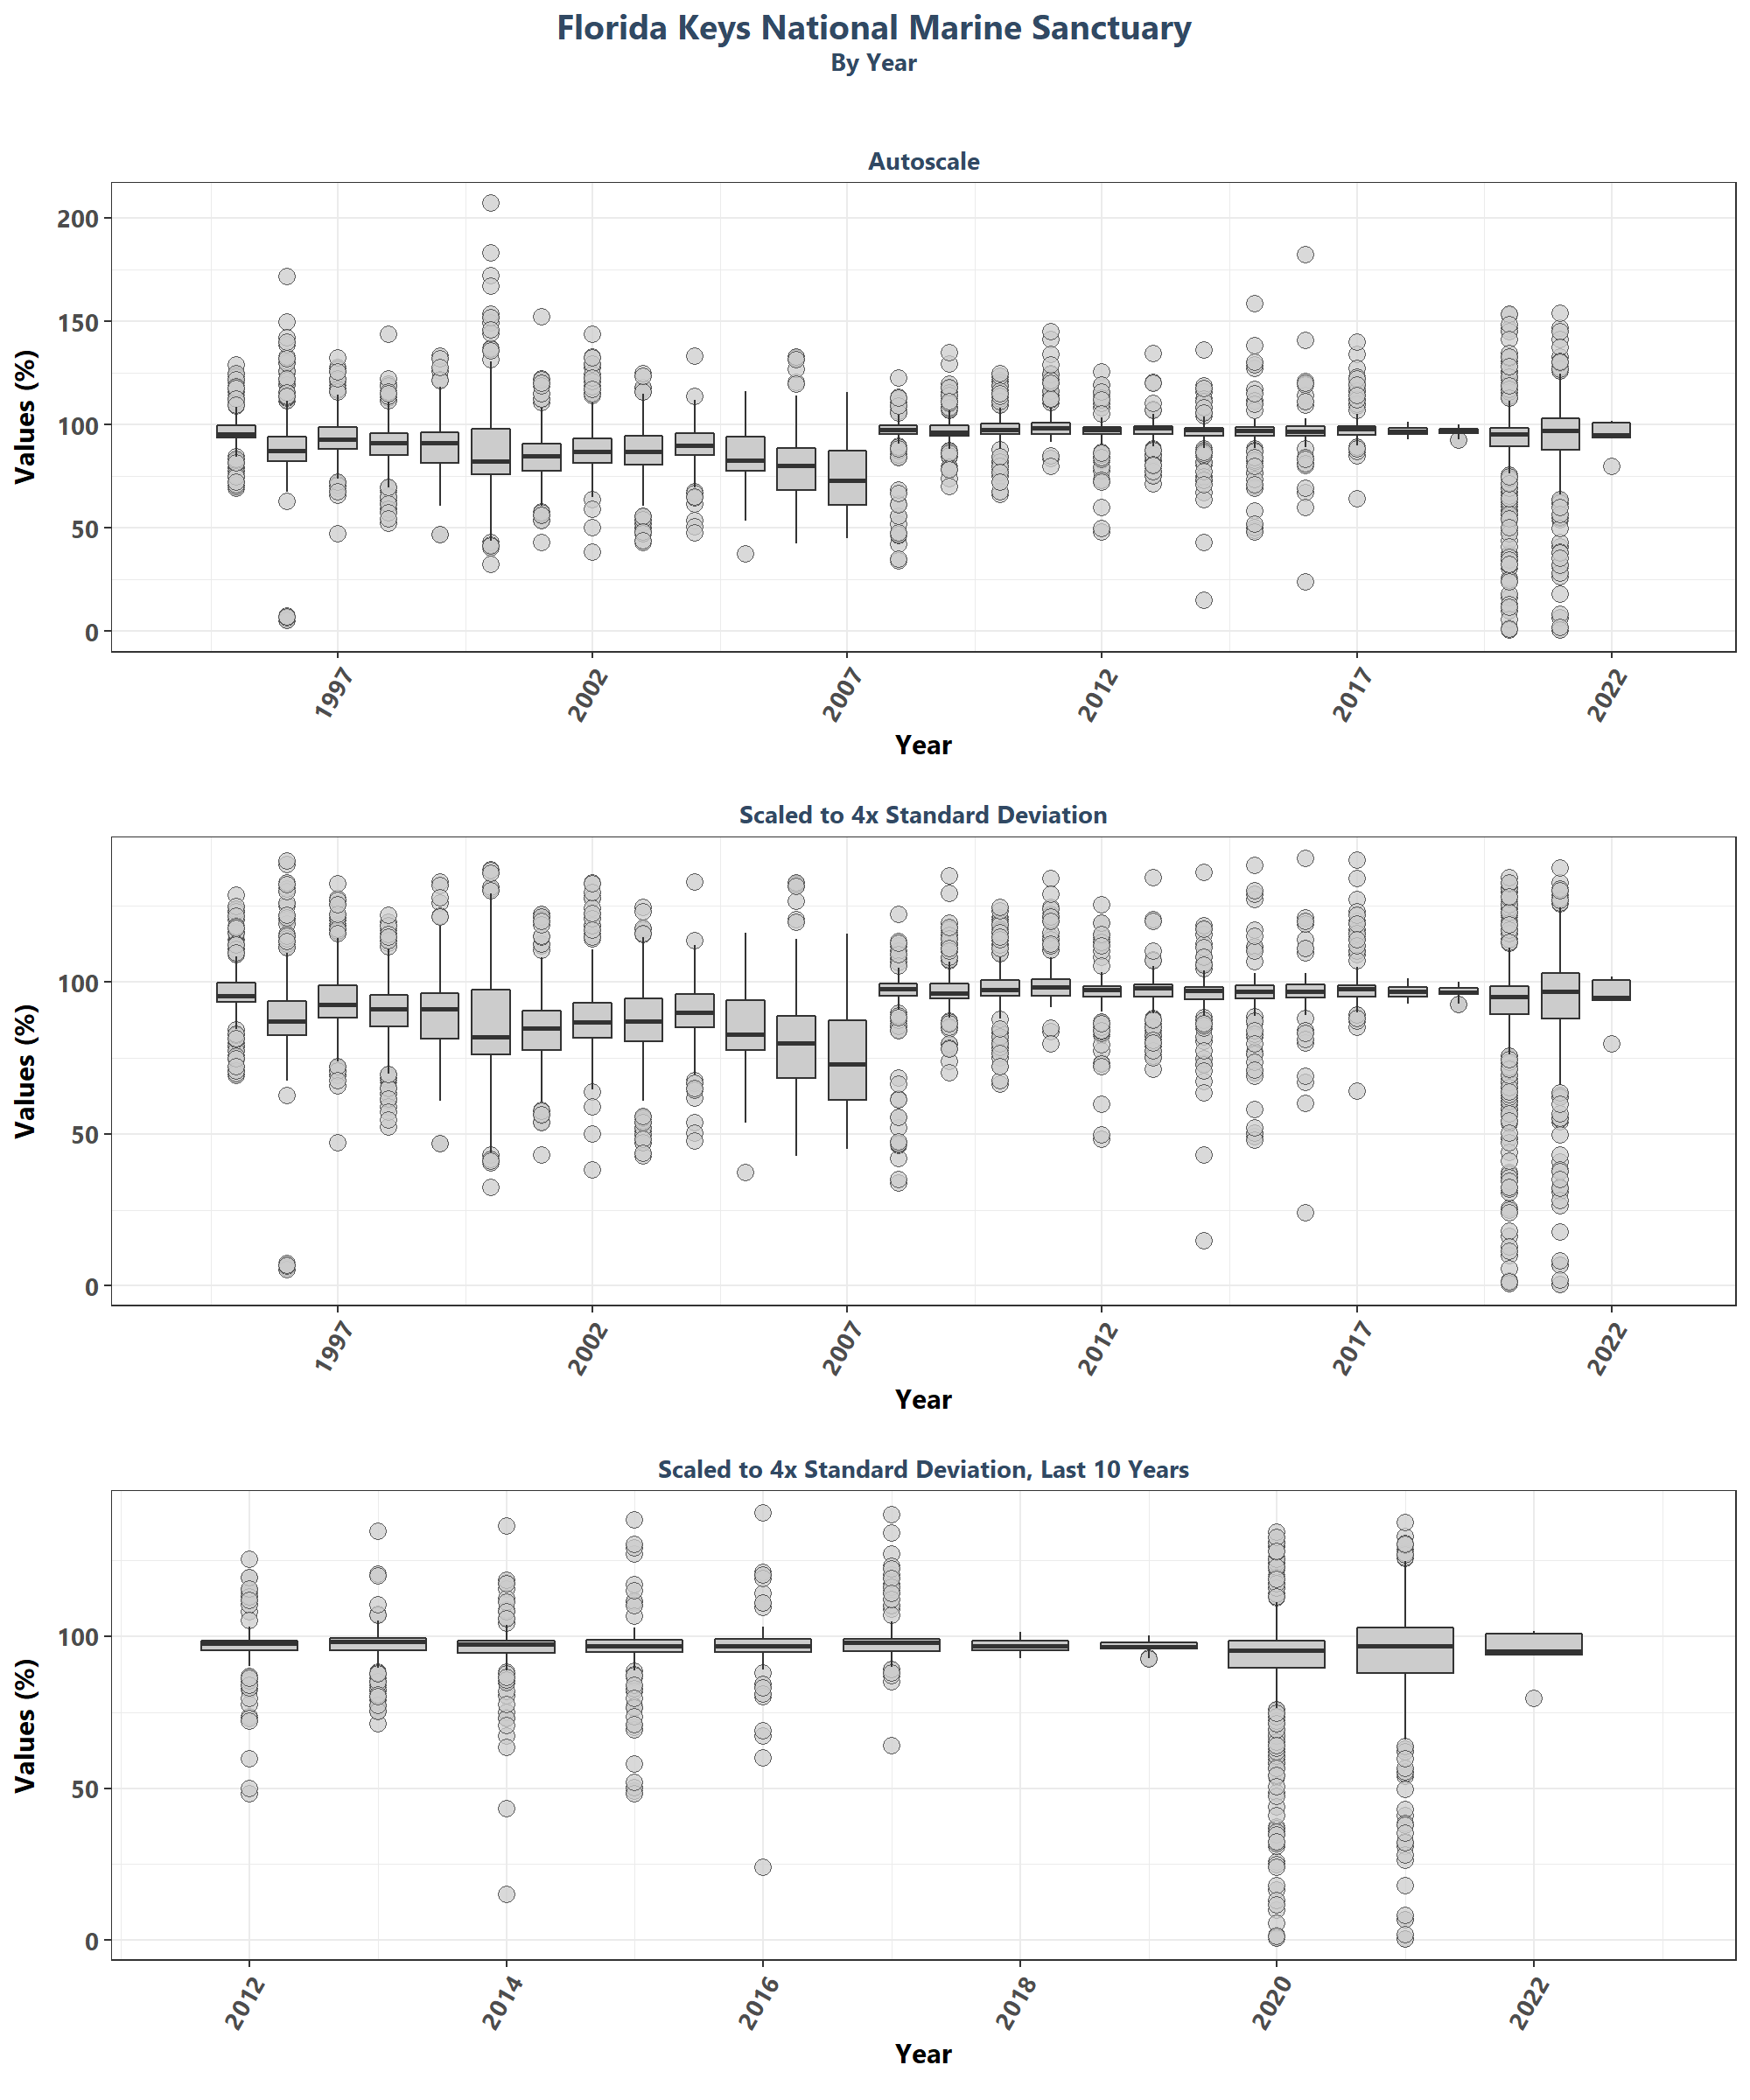 Florida Keys National Marine Sanctuary
By Year
Autoscale
200
150
100
50
0
Values (%)
1997
2002
2007
2012
2017
2022
Year
Scaled to 4x Standard Deviation
100
50
0
Values (%)
1997
2002
2007
2012
2017
2022
Year
Scaled to 4x Standard Deviation, Last 10 Years
100
50
0
Values (%)
2012
2014
2016
2018
2020
2022
Year